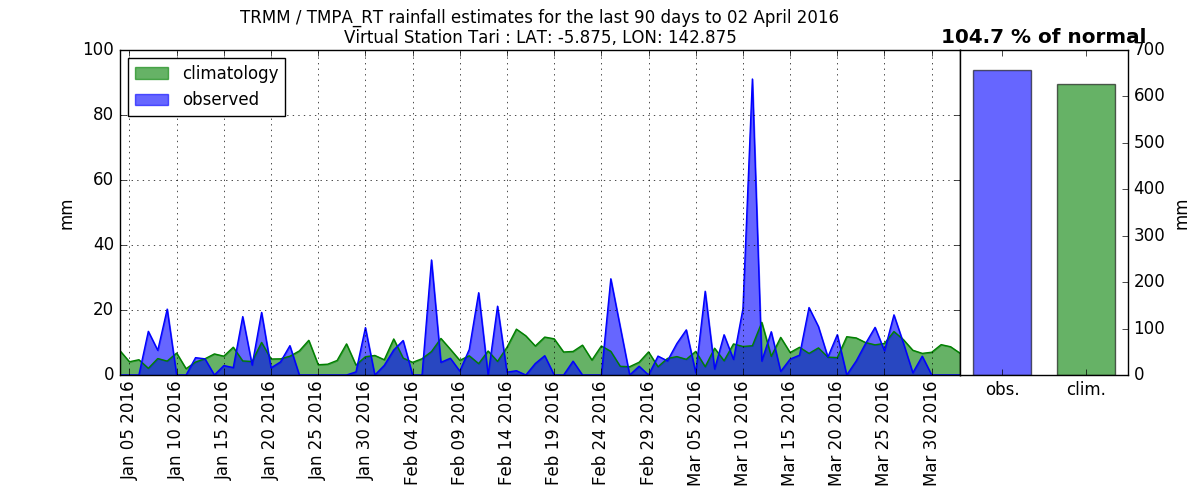 TRMM / TMPA_RT rainfall estimates for the last 90 days to 02 April 2016
Virtual Station Tari : LAT: -5.875, LON: 142.875
104.7 % of normal
climatology
observed
100
80
60
40
20
0
mm
700
600
500
400
300
200
100
0
mm
Jan 05 2016
Jan 10 2016
Jan 15 2016
Jan 20 2016
Jan 25 2016
Jan 30 2016
Feb 04 2016
Feb 09 2016
Feb 14 2016
Feb 19 2016
Feb 24 2016
Feb 29 2016
Mar 05 2016
Mar 10 2016
Mar 15 2016
Mar 20 2016
Mar 25 2016
Mar 30 2016
obs.
clim.